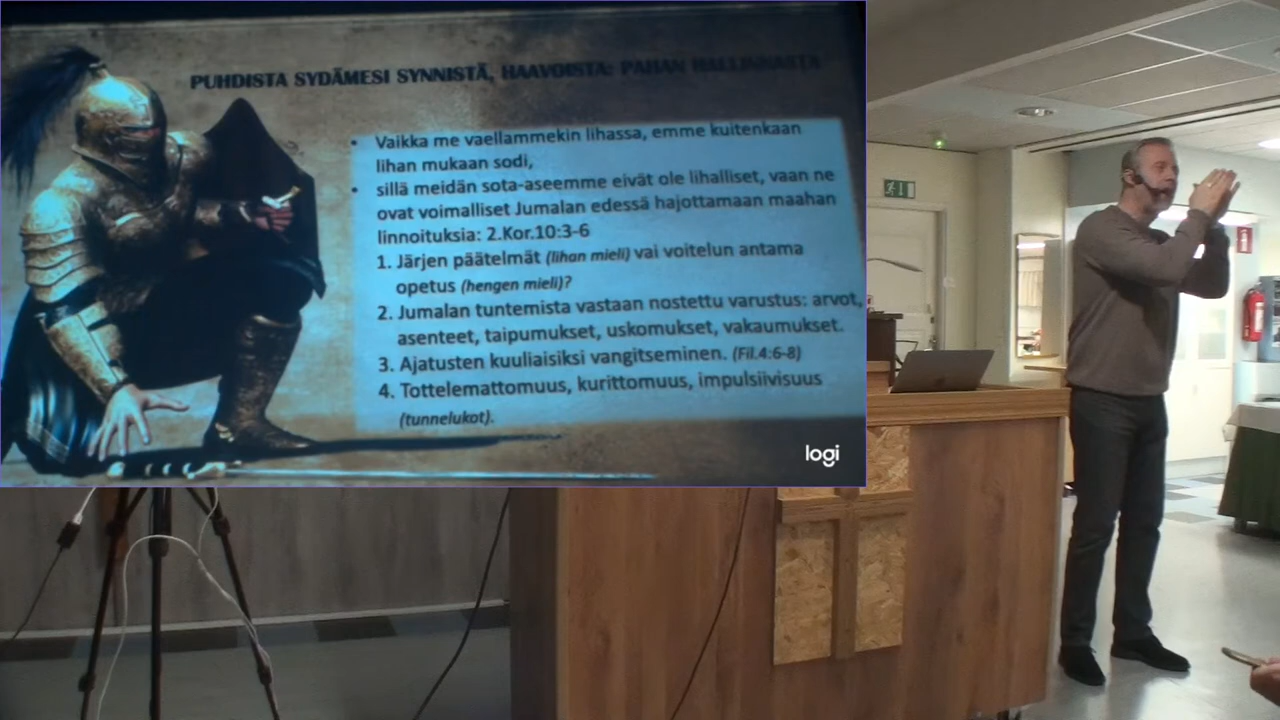 PUHDISTA SYDÄMESI SYNNISTÄ, HAAVOISTA: PAHAN HALLINNASTA
• Vaikka me vaellammekin lihassa, emme kuitenkaan
lihan mukaan sodi,
• sillä meidän sota-aseemme eivät ole lihalliset, vaan ne
ovat voimalliset Jumalan edessä hajottamaan maahan
linnoituksia: 2.Kor.10:3-6
1. Järjen päätelmät (lihan mieli) vai voitelun antama
opetus (hengen mieli)?
2. Jumalan tuntemista vastaan nostettu varustus: arvot,
asenteet, taipumukset, uskomukset, vakaumukset.
3. Ajatusten kuuliaisiksi vangitseminen. (Fil.4:6-8)
4. Tottelemattomuus, kurittomuus, impulsiivisuus
(tunnelukot).
logi